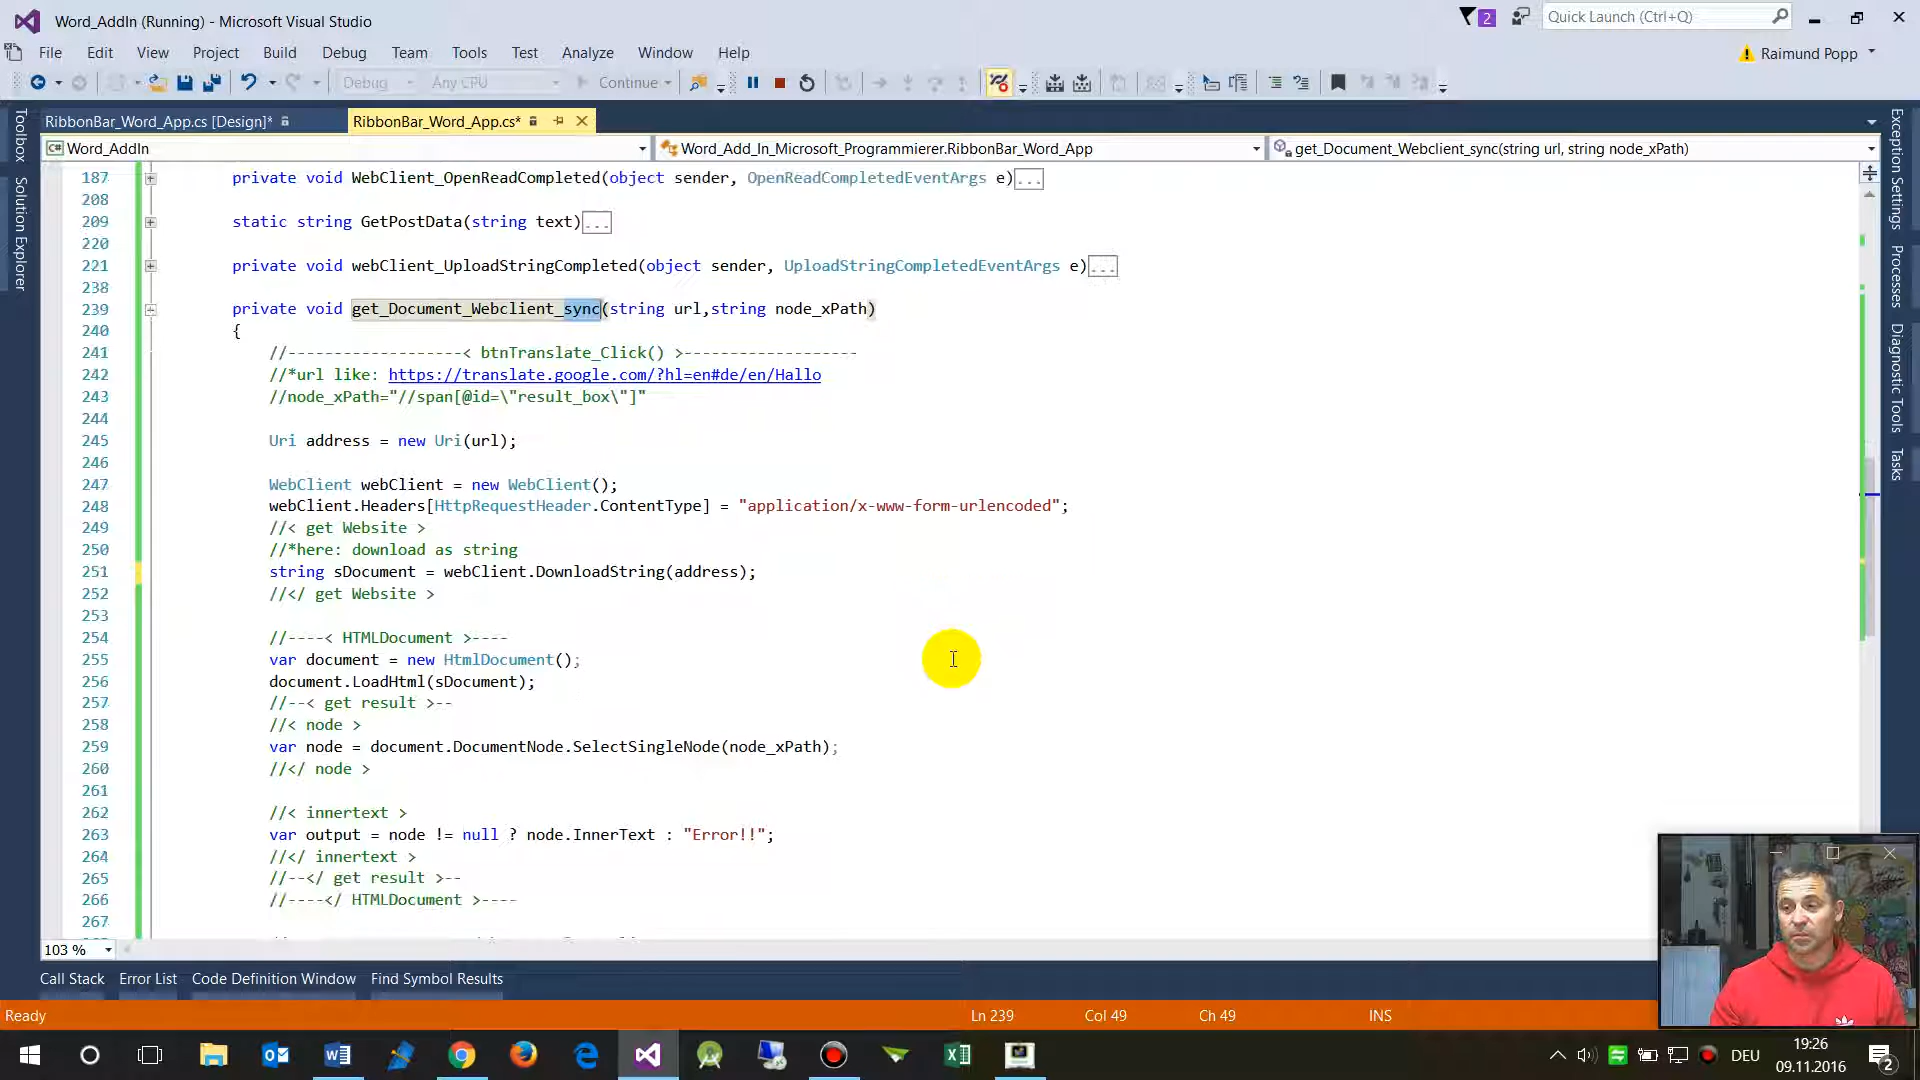 Word_AddIn (Running) - Microsoft Visual Studio
2
Quick Launch (Ctrl+Q)
File Edit View Project Build Debug Team Tools Test Analyze Window Help
Raimund Popp
Debug Any CPU Continue
RibbonBar_Word_App.cs [Design]* RibbonBar_Word_App.cs*
C# Word_AddIn Word_Add_In_Microsoft_Programmierer.RibbonBar_Word_App get_Document_Webclient_sync(string url, string node_xPath)
Toolbox
Solution Explorer
Exception Settings
Processes
Diagnostic Tools
Tasks
187 private void WebClient_OpenReadCompleted(object sender, OpenReadCompletedEventArgs e)...
208
209 static string GetPostData(string text)...
220
221 private void webClient_UploadStringCompleted(object sender, UploadStringCompletedEventArgs e)...
238
239 private void get_Document_Webclient_sync(string url,string node_xPath)
240 {
241 //-------------------< btnTranslate_Click() >-------------------
242 //*url like: https://translate.google.com/?hl=en#de/en/Hallo
243 //node_xPath="//span[@id=\"result_box\"]"
244
245 Uri address = new Uri(url);
246
247 WebClient webClient = new WebClient();
248 webClient.Headers[HttpRequestHeader.ContentType] = "application/x-www-form-urlencoded";
249 //< get Website >
250 //*here: download as string
251 string sDocument = webClient.DownloadString(address);
252 //</ get Website >
253
254 //----< HTMLDocument >----
255 var document = new HtmlDocument();
256 document.LoadHtml(sDocument);
257 //--< get result >--
258 //< node >
259 var node = document.DocumentNode.SelectSingleNode(node_xPath);
260 //</ node >
261
262 //< innertext >
263 var output = node != null ? node.InnerText : "Error!!";
264 //</ innertext >
265 //--</ get result >--
266 //----</ HTMLDocument >----
267
103 %
Call Stack Error List Code Definition Window Find Symbol Results
Ready Ln 239 Col 49 Ch 49 INS
DEU
19:26
09.11.2016
2